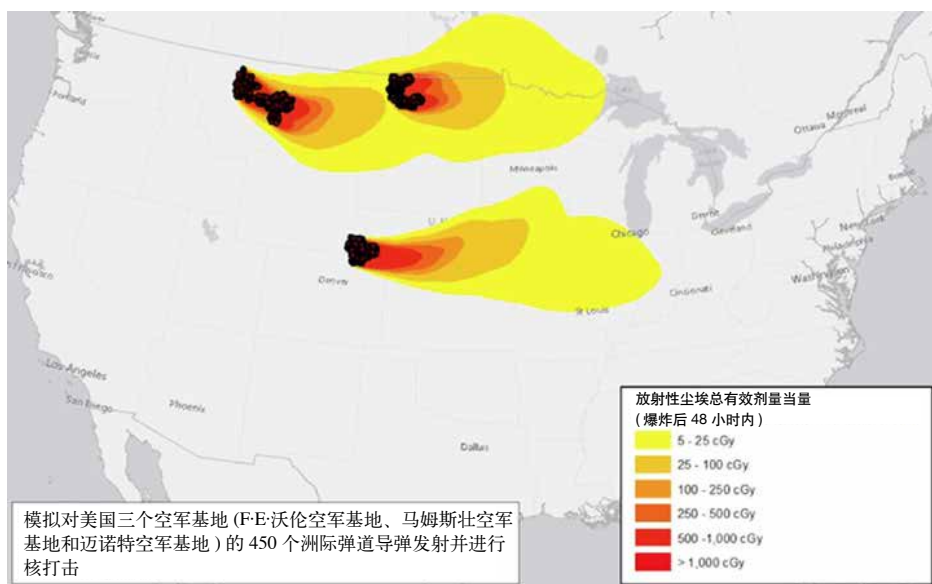 Portland
Ottawa
Montreal
Minneapolis
Detroit
Chicago
Cleveland
New York
Philadelphia
Denver
Washington
Cincinnati
St Louis
Los Angeles
San Diego
Phoenix
Dallas
放射性尘埃总有效剂量当量
(爆炸后 48 小时内)
5 - 25 cGy
25 - 100 cGy
100 - 250 cGy
250 - 500 cGy
500 -1,000 cGy
> 1,000 cGy
模拟对美国三个空军基地 (F·E·沃伦空军基地、马姆斯壮空军
基地和迈诺特空军基地 ) 的 450 个洲际弹道导弹发射井进行
核打击